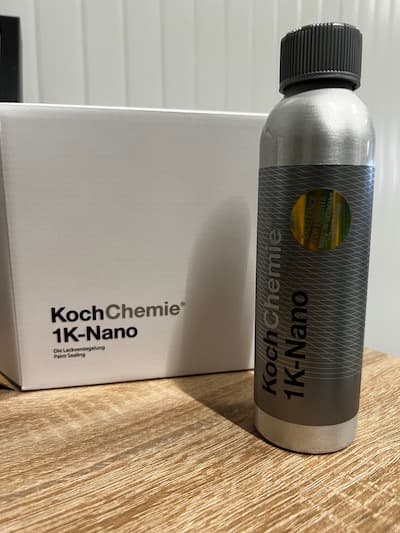 KochChemie®
1K-Nano
Die Lackversiegelung
Paint Sealing
KochChemie
1K-Nano